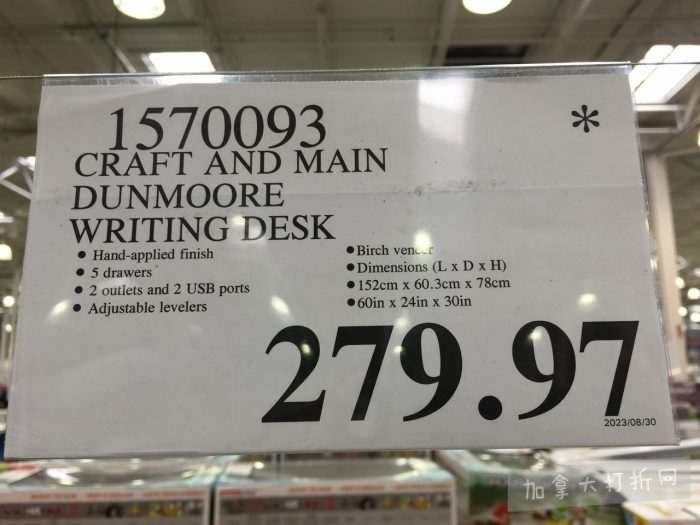 1570093
*
CRAFT AND MAIN
DUNMOORE
WRITING DESK
• Hand-applied finish
• 5 drawers
• 2 outlets and 2 USB ports
• Adjustable levelers
• Birch veneer
• Dimensions (L x D x H)
• 152cm x 60.3cm x 78cm
• 60in x 24in x 30in
279.97
2023/08/30
加拿大打折网